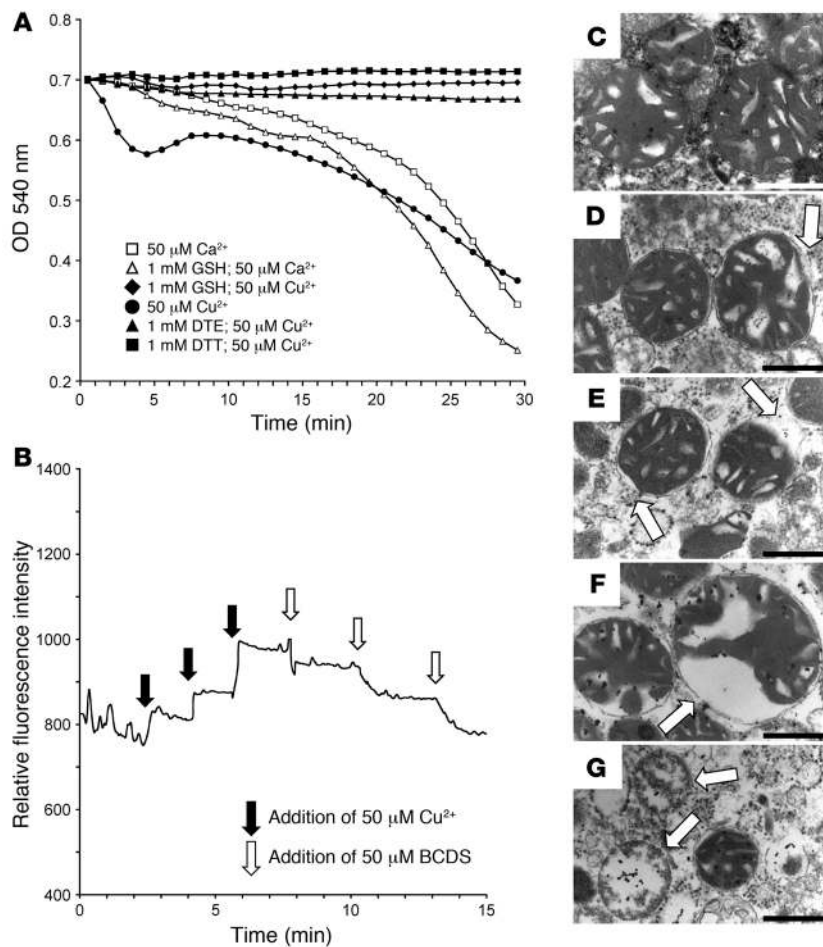 A
0.8
0.7
0.6
0.5
0.4
0.3
0.2
OD 540 nm
50 µM Ca²⁺
1 mM GSH; 50 µM Ca²⁺
1 mM GSH; 50 µM Cu²⁺
50 µM Cu²⁺
1 mM DTE; 50 µM Cu²⁺
1 mM DTT; 50 µM Cu²⁺
0 5 10 15 20 25 30
Time (min)
B
1400
1200
1000
800
600
400
Relative fluorescence intensity
Addition of 50 µM Cu²⁺
Addition of 50 µM BCDS
0 5 10 15
Time (min)
C
D
E
F
G